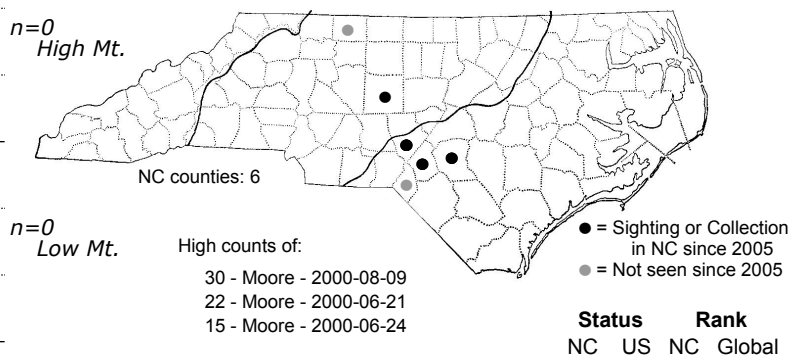 n=0
High Mt.
NC counties: 6
n=0
Low Mt.
High counts of:
30 - Moore - 2000-08-09
22 - Moore - 2000-06-21
15 - Moore - 2000-06-24
● = Sighting or Collection
in NC since 2005
● = Not seen since 2005
Status Rank
NC US NC Global